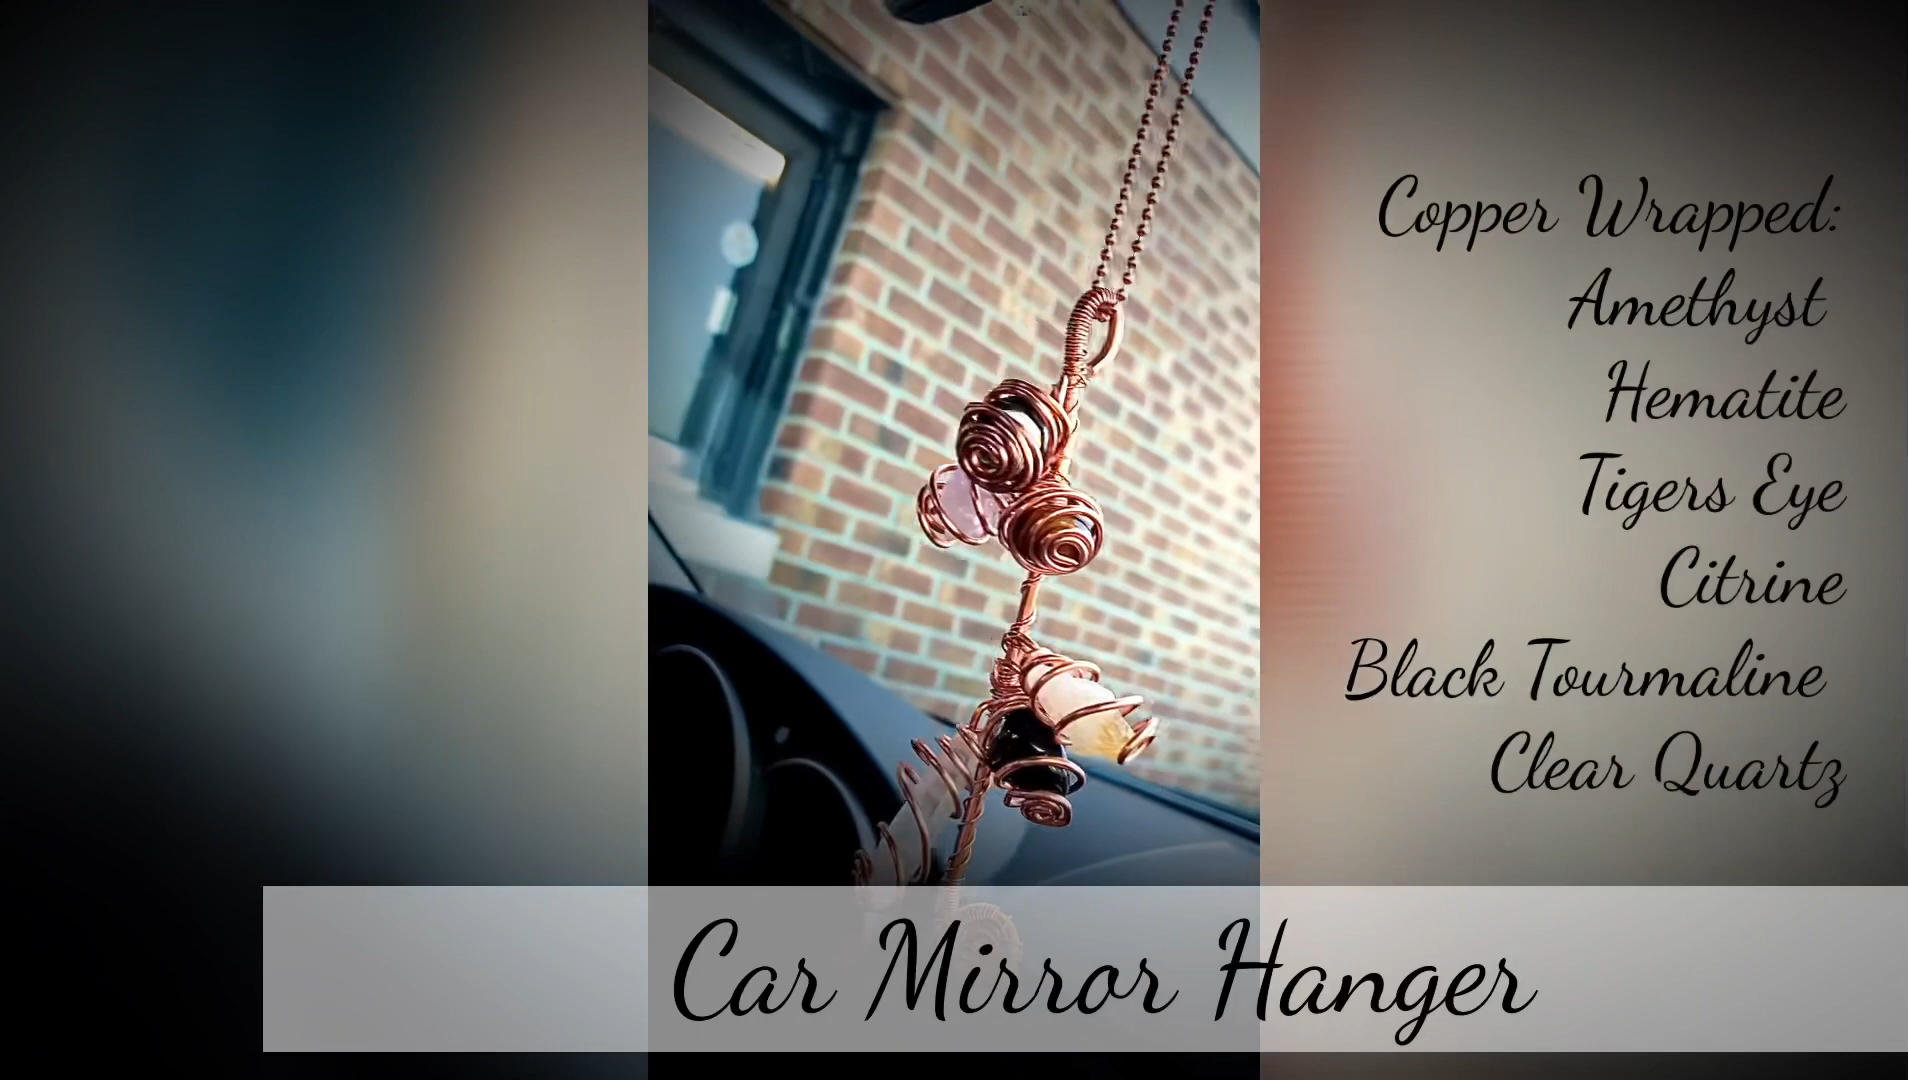 Copper Wrapped:
Amethyst
Hematite
Tigers Eye
Citrine
Black Tourmaline
Clear Quartz
Car Mirror Hanger